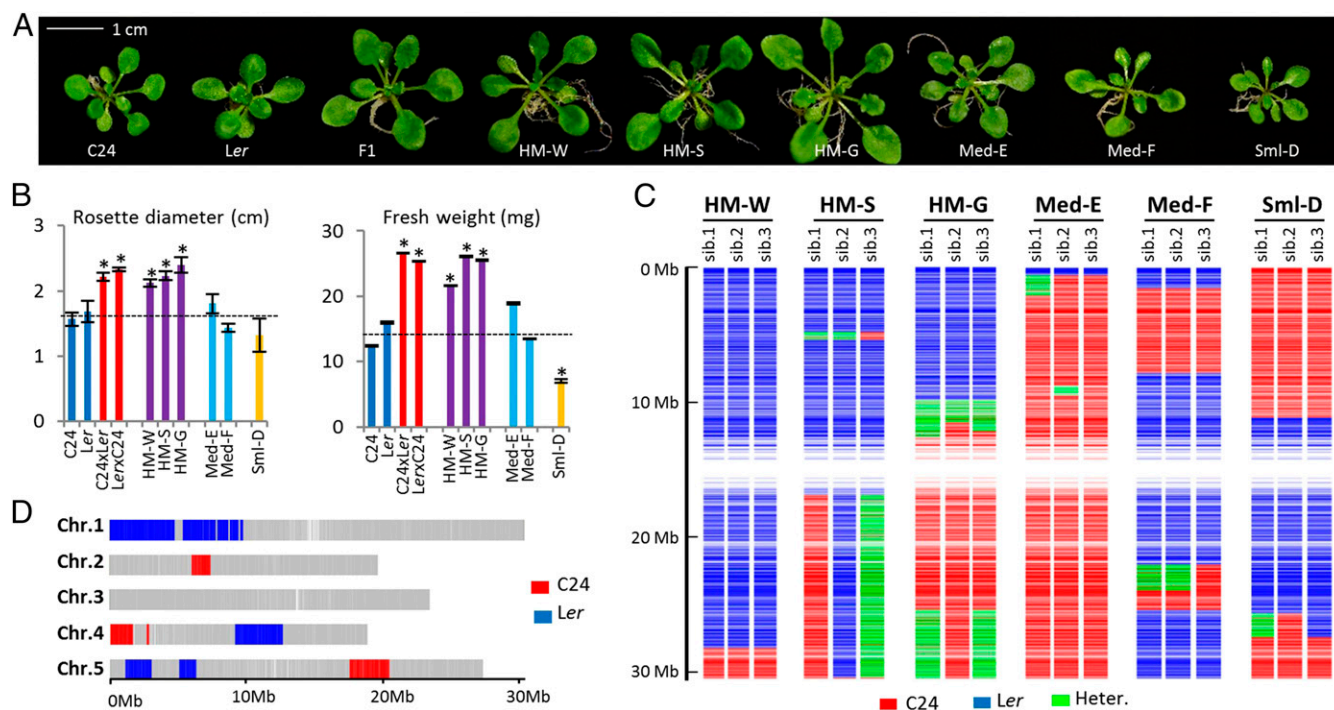 A
1 cm
C24
Ler
F1
HM-W
HM-S
HM-G
Med-E
Med-F
Sml-D
B
Rosette diameter (cm)
3
2
1
0
* * * * *
C24
Ler
C24xLer
LerxC24
HM-W
HM-S
HM-G
Med-E
Med-F
Sml-D
Fresh weight (mg)
30
20
10
0
* * * * * *
C24
Ler
C24xLer
LerxC24
HM-W
HM-S
HM-G
Med-E
Med-F
Sml-D
C
HM-W HM-S HM-G Med-E Med-F Sml-D
sib.1 sib.2 sib.3 sib.1 sib.2 sib.3 sib.1 sib.2 sib.3 sib.1 sib.2 sib.3 sib.1 sib.2 sib.3 sib.1 sib.2 sib.3
0 Mb
10 Mb
20 Mb
30 Mb
C24 Ler Heter.
D
Chr.1
Chr.2
Chr.3
Chr.4
Chr.5
0Mb 10Mb 20Mb 30Mb
C24
Ler